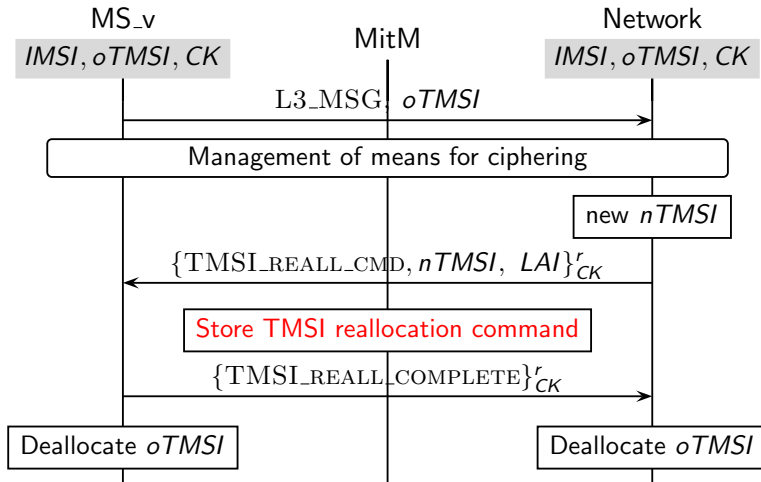 MS_v MitM Network
IMSI, oTMSI, CK IMSI, oTMSI, CK
L3_MSG, oTMSI
Management of means for ciphering
new nTMSI
{TMSI_REALL_CMD, nTMSI, LAI}^r_CK
Store TMSI reallocation command
{TMSI_REALL_COMPLETE}^r_CK
Deallocate oTMSI Deallocate oTMSI